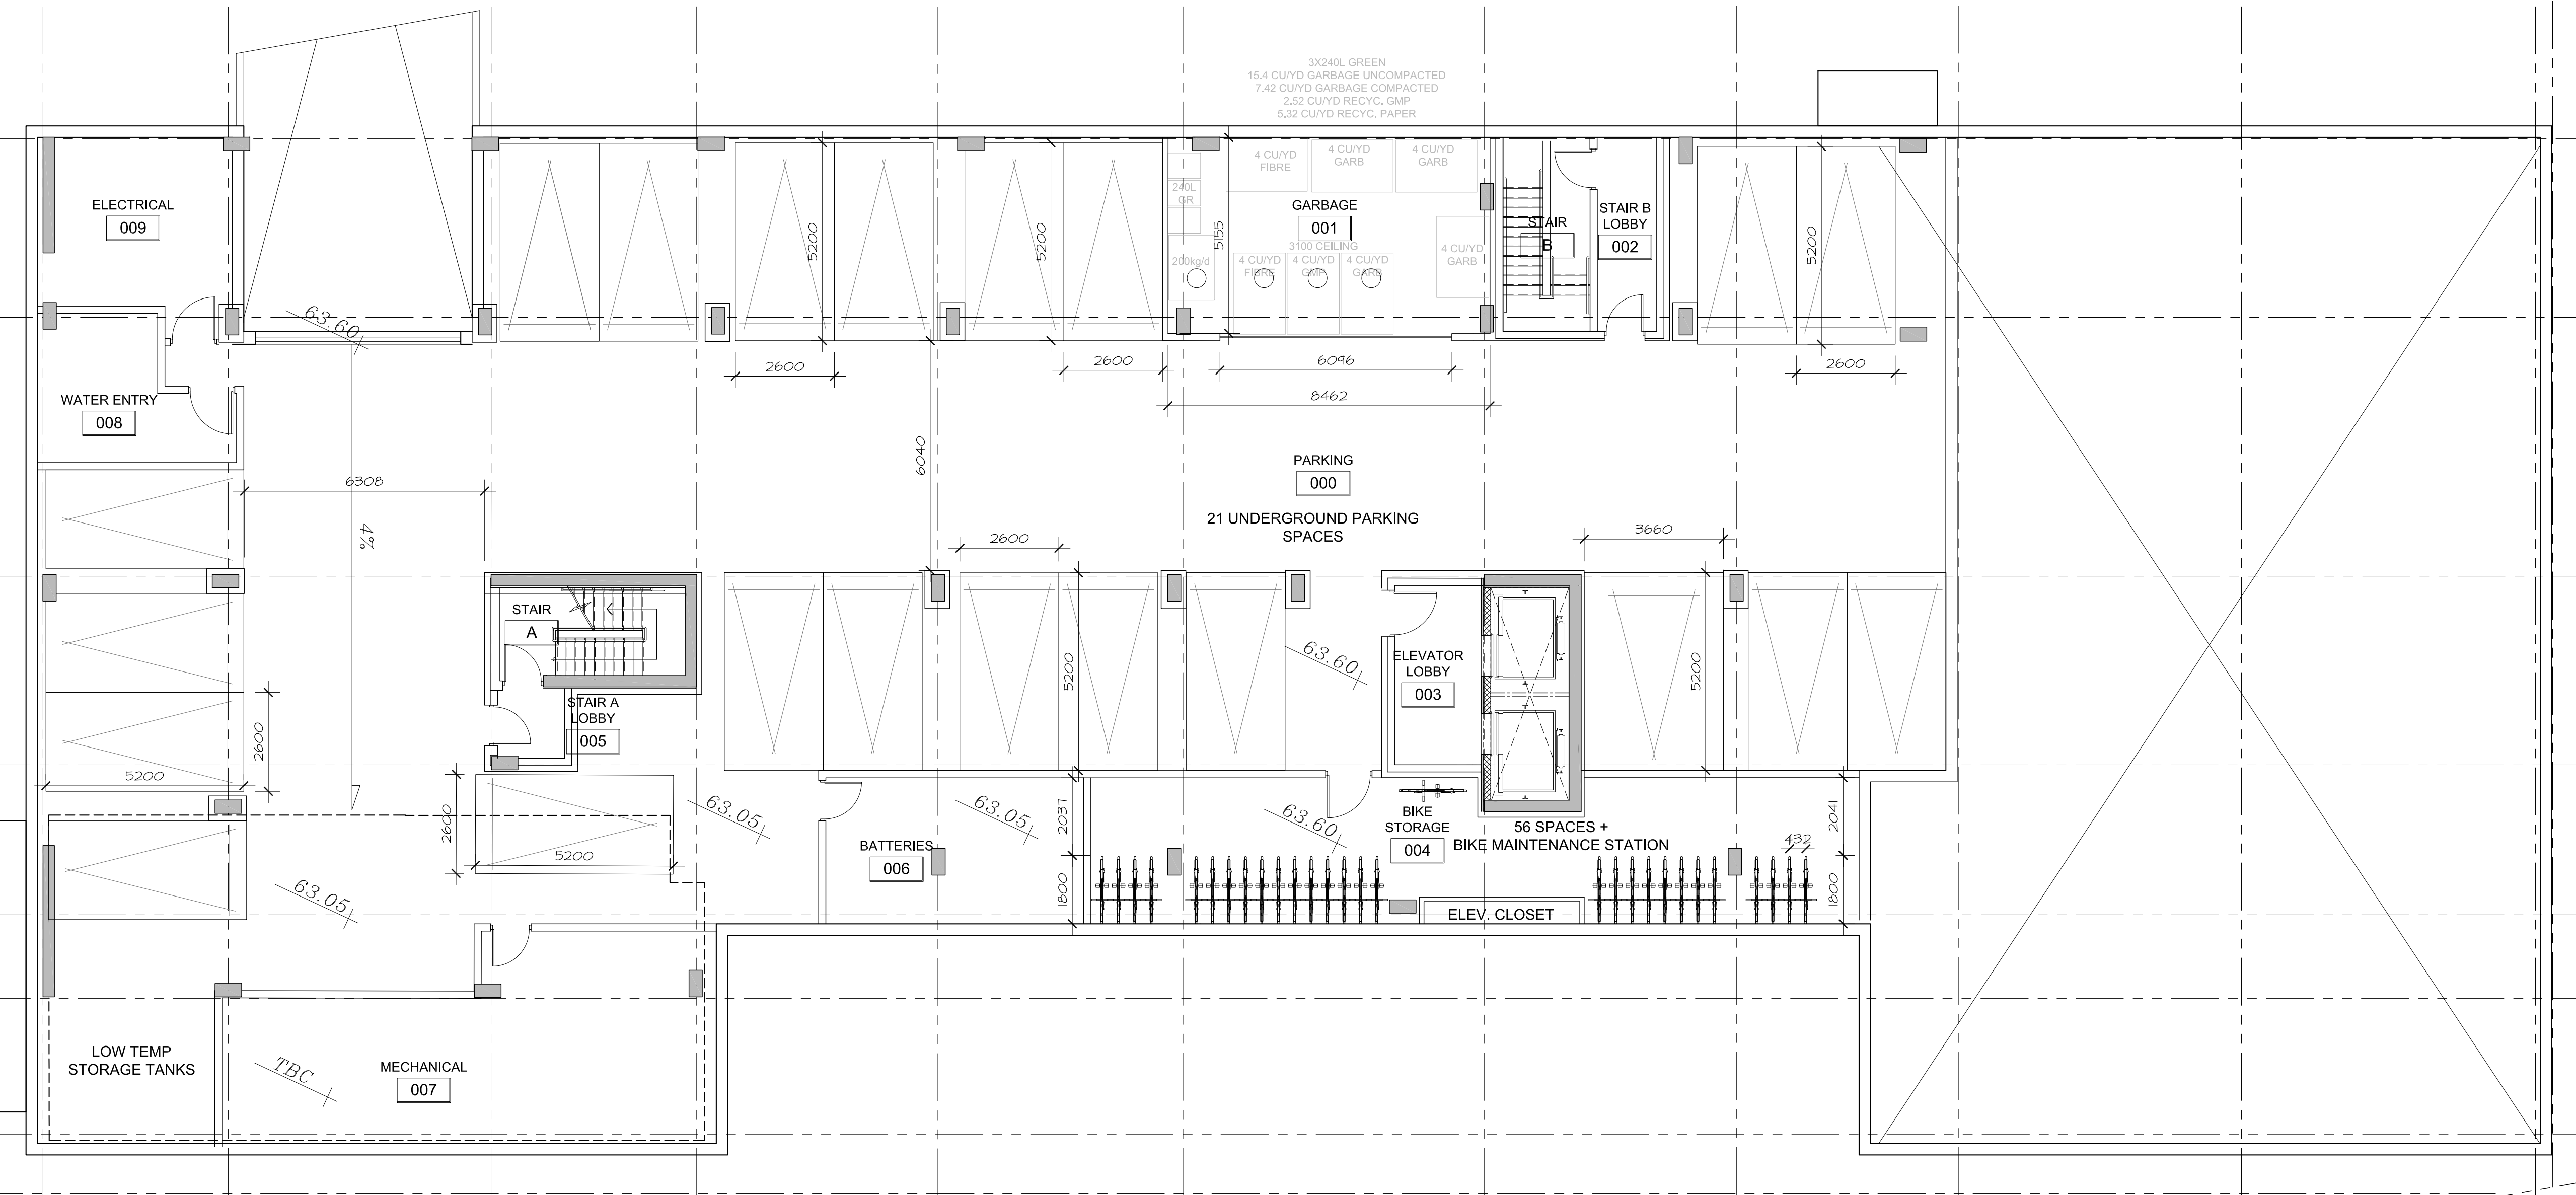 3X240L GREEN
15.4 CU/YD GARBAGE UNCOMPACTED
7.42 CU/YD GARBAGE COMPACTED
2.52 CU/YD RECYC. GMP
5.32 CU/YD RECYC. PAPER
ELECTRICAL
009
63.60
5200
2600
5200
2600
240L
GR
200kg/d
5155
4 CU/YD
FIBRE
4 CU/YD
GARB
4 CU/YD
GARB
GARBAGE
001
3100 CEILING
4 CU/YD
FIBRE
4 CU/YD
GMP
4 CU/YD
GARB
4 CU/YD
GARB
6096
8462
STAIR
B
STAIR B
LOBBY
002
5200
2600
WATER ENTRY
008
6308
4%
6040
PARKING
000
21 UNDERGROUND PARKING
SPACES
2600
3660
STAIR
A
STAIR A
LOBBY
005
5200
63.60
ELEVATOR
LOBBY
003
5200
2600
5200
2600
5200
63.05
63.05
2037
1800
BATTERIES
006
63.60
BIKE
STORAGE
004
56 SPACES +
BIKE MAINTENANCE STATION
432
2041
1800
ELEV. CLOSET
63.05
LOW TEMP
STORAGE TANKS
TBC
MECHANICAL
007